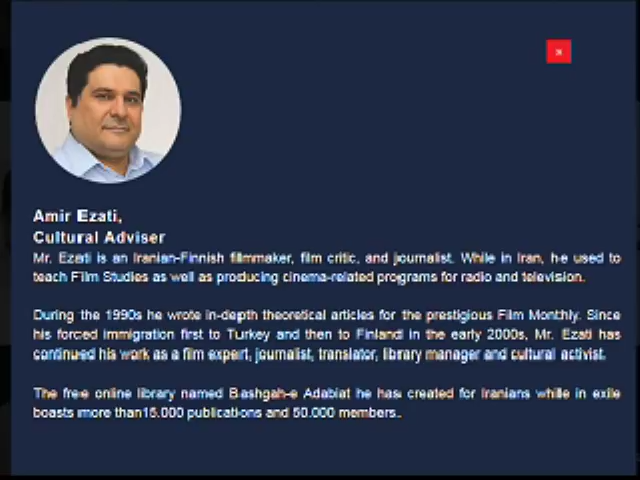 Amir Ezati,
Cultural Adviser
Mr. Ezati is an Iranian-Finnish filmmaker, film critic, and journalist. While in Iran, he used to
teach Film Studies as well as producing cinema-related programs for radio and television.
During the 1990s he wrote in-depth theoretical articles for the prestigious Film Monthly. Since
his forced immigration first to Turkey and then to Finland in the early 2000s, Mr. Ezati has
continued his work as a film expert, journalist, translator, library manager and cultural activist.
The free online library named Bashgah-e Adabiat he has created for Iranians while in exile
boasts more than15.000 publications and 50.000 members.